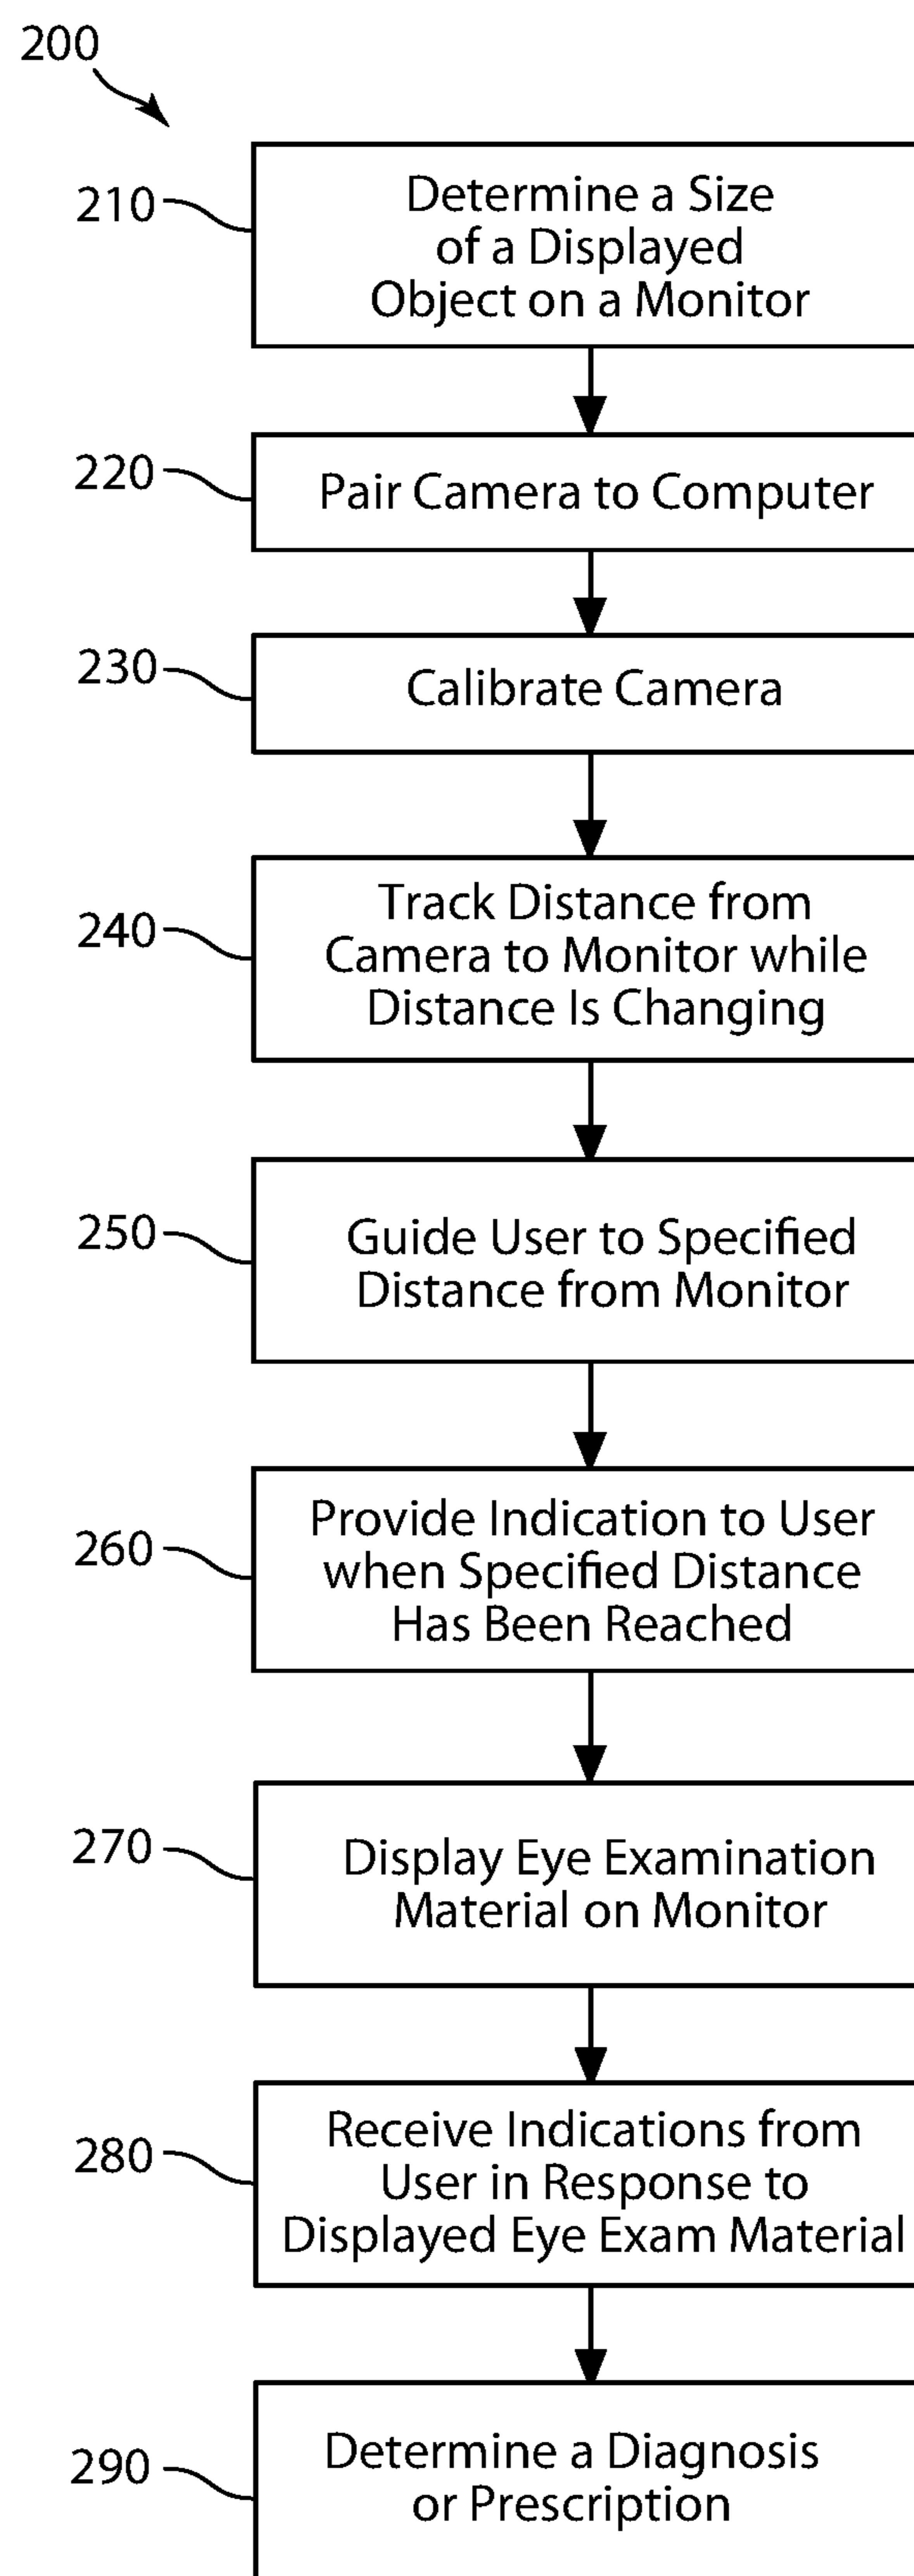 200
210
Determine a Size
of a Displayed
Object on a Monitor
220
Pair Camera to Computer
230
Calibrate Camera
240
Track Distance from
Camera to Monitor while
Distance Is Changing
250
Guide User to Specified
Distance from Monitor
260
Provide Indication to User
when Specified Distance
Has Been Reached
270
Display Eye Examination
Material on Monitor
280
Receive Indications from
User in Response to
Displayed Eye Exam Material
290
Determine a Diagnosis
or Prescription